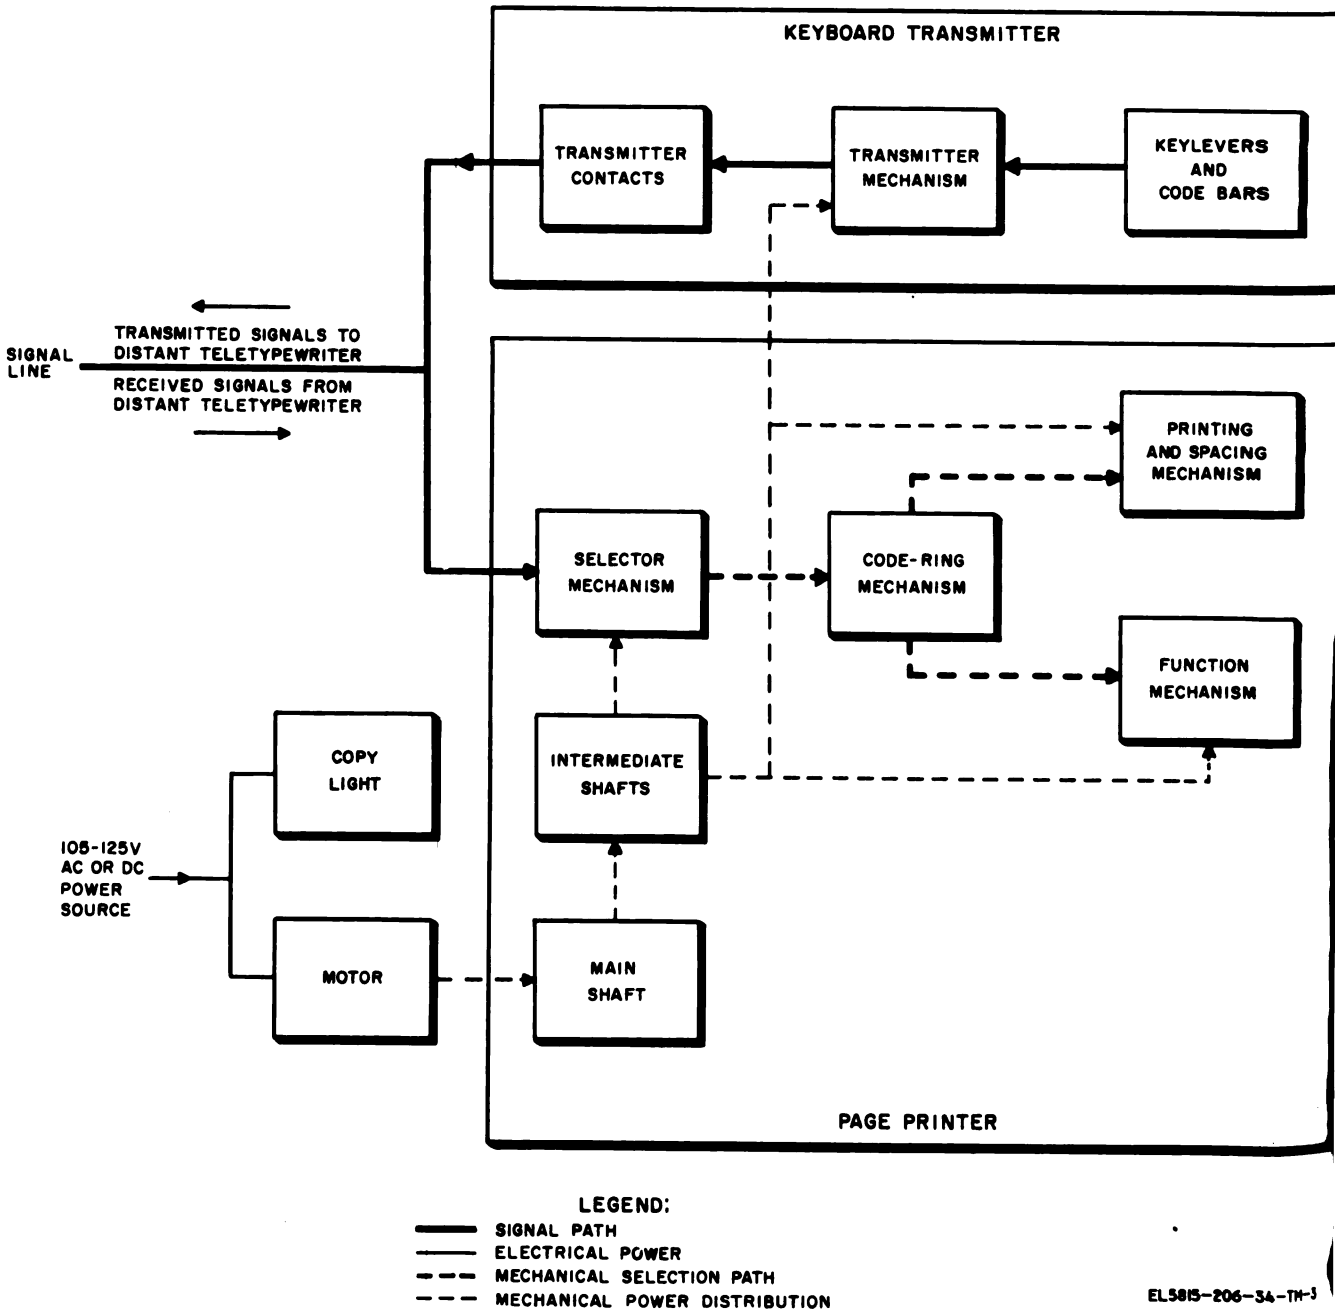 KEYBOARD TRANSMITTER
TRANSMITTER
CONTACTS
TRANSMITTER
MECHANISM
KEYLEVERS
AND
CODE BARS
TRANSMITTED SIGNALS TO
DISTANT TELETYPEWRITER
SIGNAL
LINE
RECEIVED SIGNALS FROM
DISTANT TELETYPEWRITER
PRINTING
AND SPACING
MECHANISM
SELECTOR
MECHANISM
CODE-RING
MECHANISM
FUNCTION
MECHANISM
COPY
LIGHT
INTERMEDIATE
SHAFTS
105-125V
AC OR DC
POWER
SOURCE
MOTOR
MAIN
SHAFT
PAGE PRINTER
LEGEND:
SIGNAL PATH
ELECTRICAL POWER
MECHANICAL SELECTION PATH
MECHANICAL POWER DISTRIBUTION
EL5815-206-34-TM-3